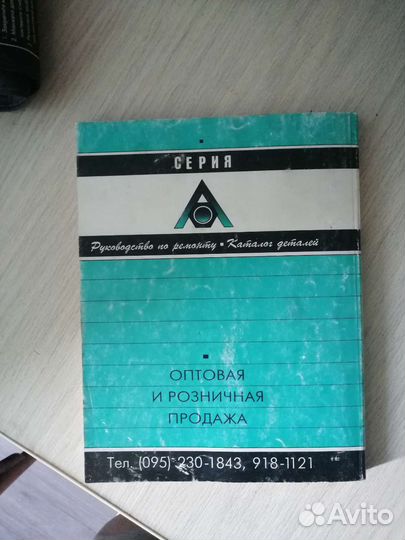 СЕРИЯ
Руководство по ремонту ▪ Каталог деталей
ОПТОВАЯ
И РОЗНИЧНАЯ
ПРОДАЖА
Тел. (095) 230-1843, 918-1121
Avito